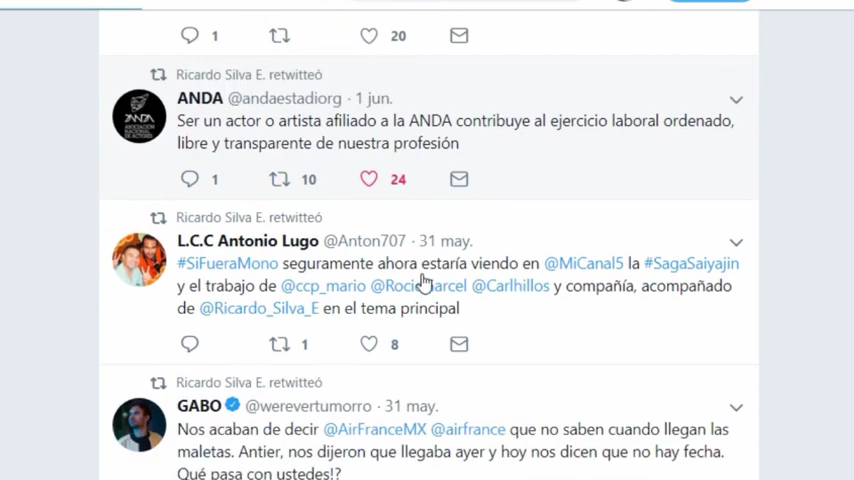 1 20
Ricardo Silva E. retwitteó
ANDA @andaestadiorg · 1 jun.
Ser un actor o artista afiliado a la ANDA contribuye al ejercicio laboral ordenado,
libre y transparente de nuestra profesión
1 10 24
Ricardo Silva E. retwitteó
L.C.C Antonio Lugo @Anton707 · 31 may.
#SiFueraMono seguramente ahora estaría viendo en @MiCanal5 la #SagaSaiyajin
y el trabajo de @ccp_mario @Carlhillos y compañía, acompañado
de @Ricardo_Silva_E en el tema principal
1 8
Ricardo Silva E. retwitteó
GABO @werevertumorro · 31 may.
Nos acaban de decir @AirFranceMX @airfrance que no saben cuando llegan las
maletas. Antier, nos dijeron que llegaba ayer y hoy nos dicen que no hay fecha.
Qué pasa con ustedes!?